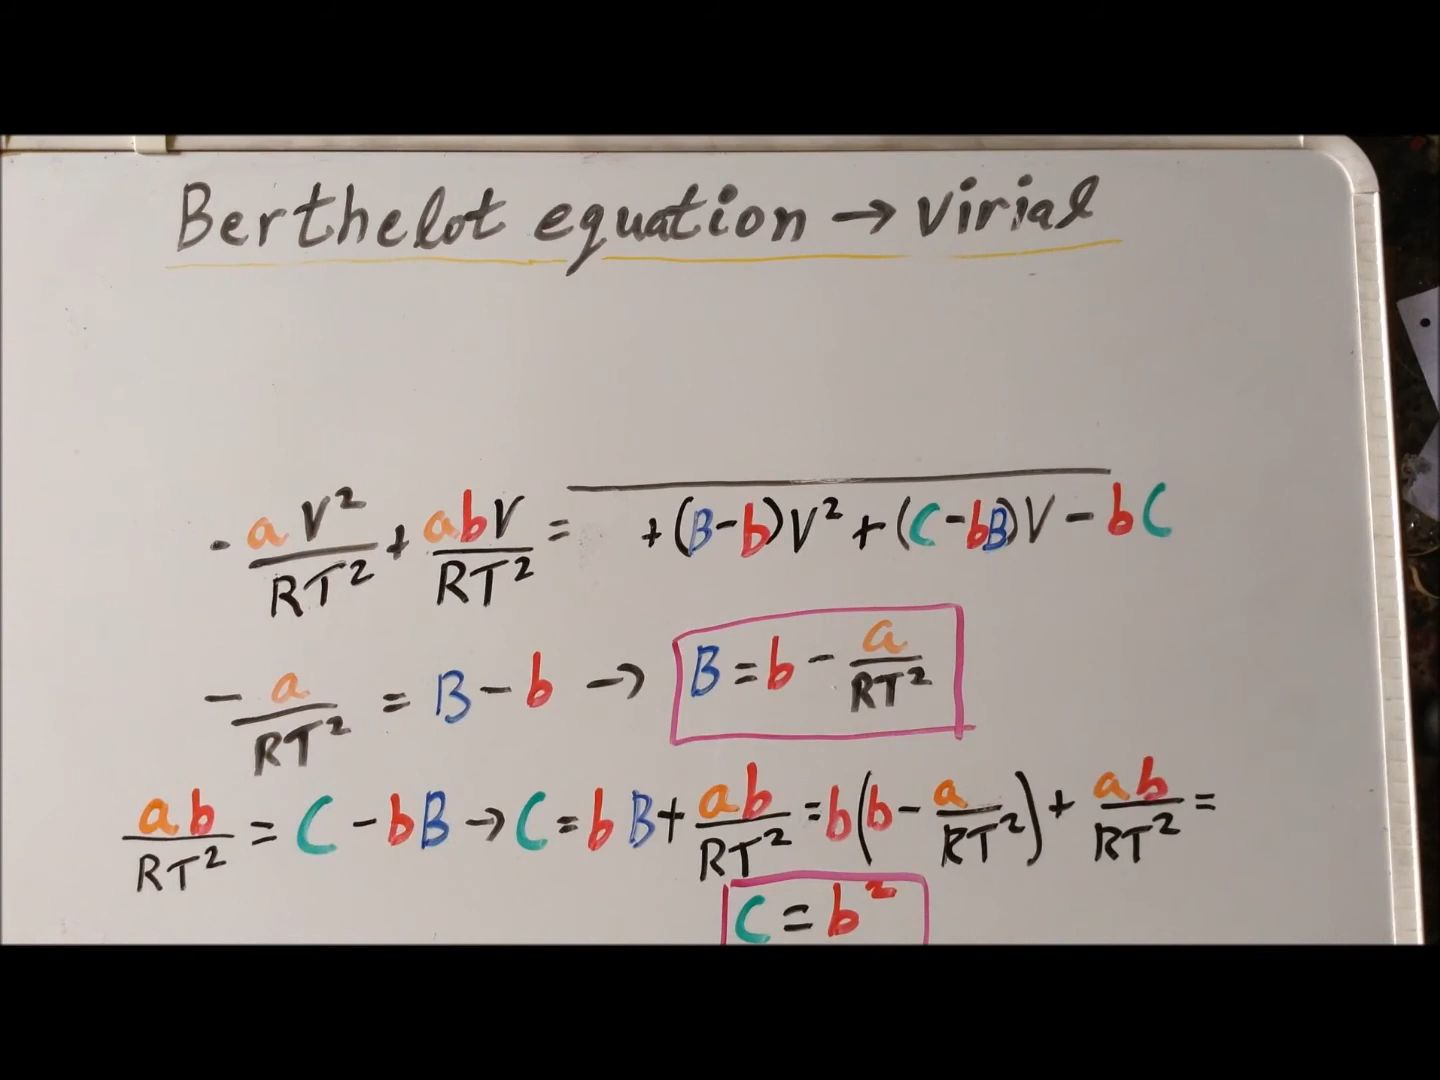 Berthelot equation → virial
- aV²/RT² + abV/RT² = +(B-b)V² + (C-bB)V - bC
- a/RT² = B - b → B = b - a/RT²
ab/RT² = C - bB → C = bB + ab/RT² = b(b - a/RT²) + ab/RT² =
C = b²